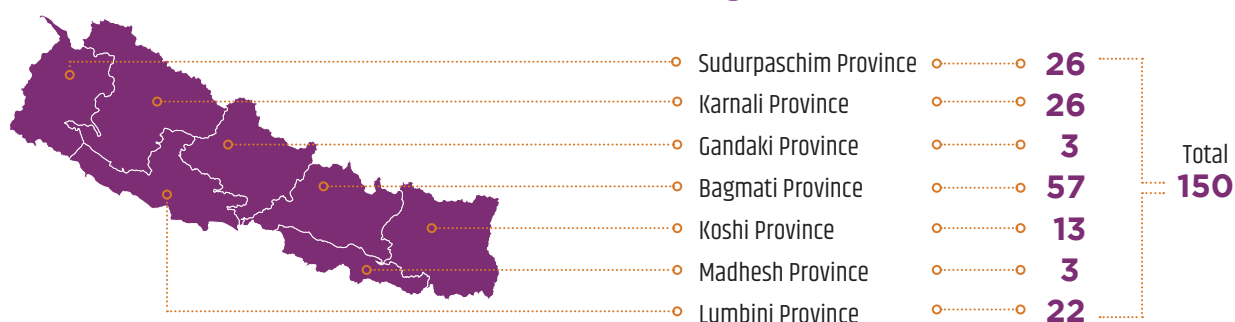 Sudurpaschim Province 26
Karnali Province 26
Gandaki Province 3
Bagmati Province 57
Koshi Province 13
Madhesh Province 3
Lumbini Province 22
Total
150